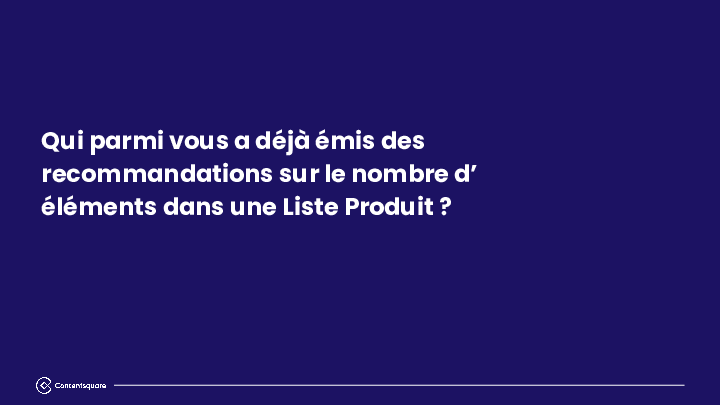 Qui parmi vous a déjà émis des
recommandations sur le nombre d’
éléments dans une Liste Produit ?
Contentsquare